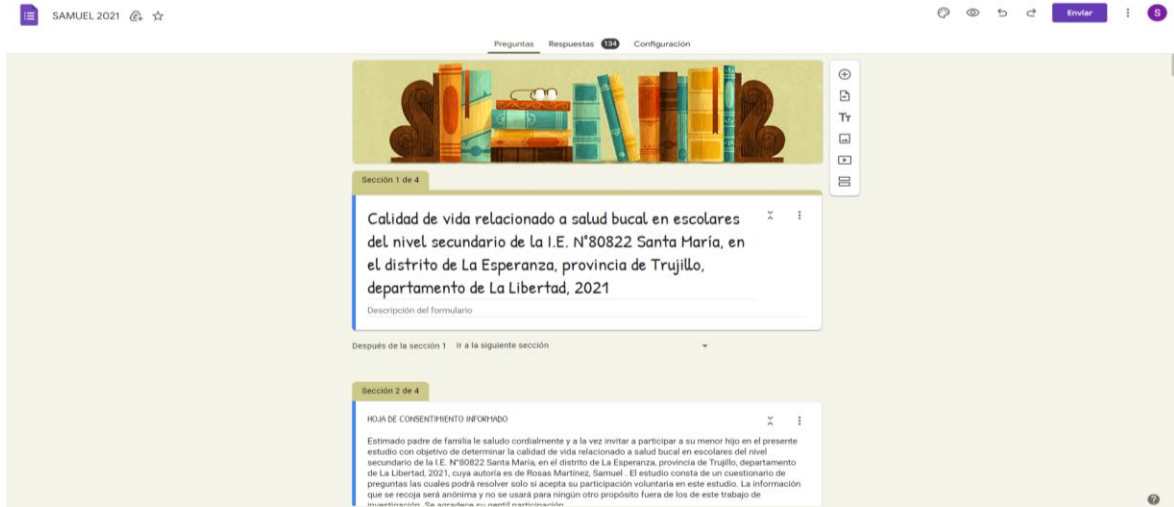 SAMUEL 2021
Enviar
S
Preguntas Respuestas 134 Configuración
Tt
Sección 1 de 4
Calidad de vida relacionado a salud bucal en escolares
del nivel secundario de la I.E. N°80822 Santa María, en
el distrito de La Esperanza, provincia de Trujillo,
departamento de La Libertad, 2021
Descripción del formulario
Después de la sección 1 Ir a la siguiente sección
Sección 2 de 4
HOJA DE CONSENTIMIENTO INFORMADO
Estimado padre de familia le saludo cordialmente y a la vez invitar a participar a su menor hijo en el presente
estudio con objetivo de determinar la calidad de vida relacionado a salud bucal en escolares del nivel
secundario de la I.E. N°80822 Santa María, en el distrito de La Esperanza, provincia de Trujillo, departamento
de La Libertad, 2021, cuya autoría es de Rosas Martínez, Samuel . El estudio consta de un cuestionario de
preguntas las cuales podrá resolver solo si acepta su participación voluntaria en este estudio. La información
que se recoja será anónima y no se usará para ningún otro propósito fuera de los de este trabajo de
investigación. Se agradece su gentil participación